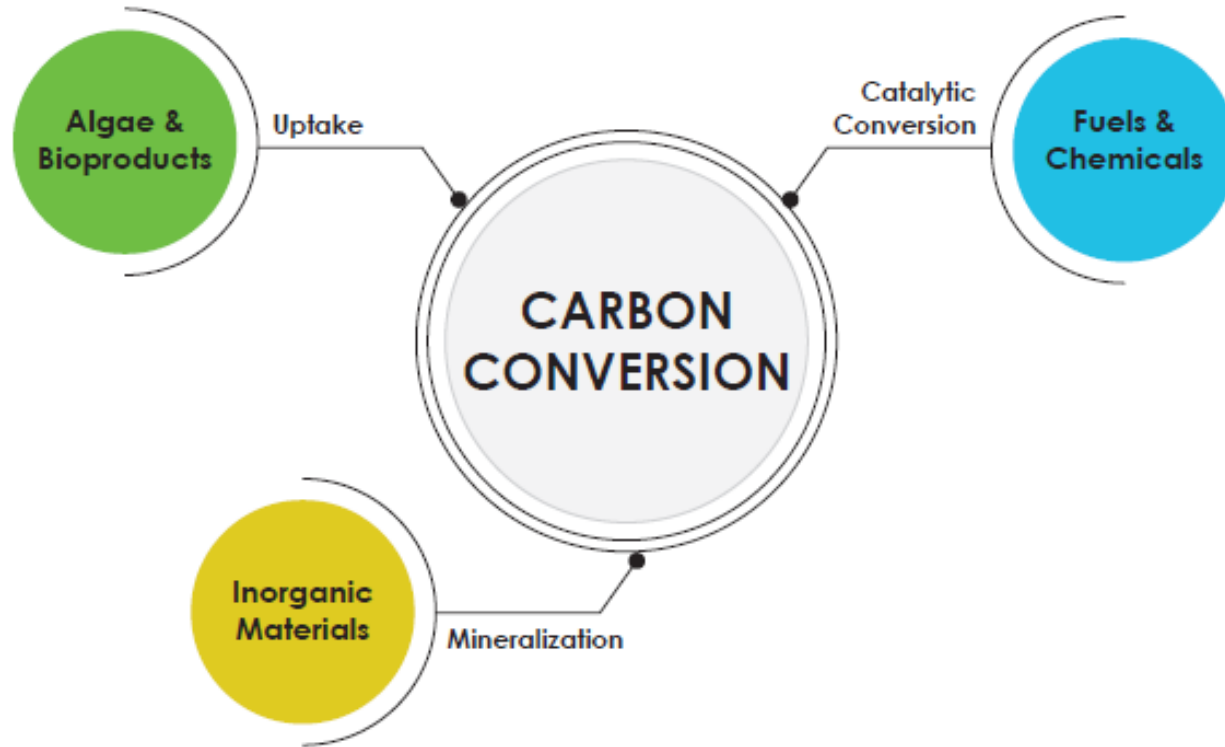 Algae &
Bioproducts
Uptake
Catalytic
Conversion
Fuels &
Chemicals
CARBON
CONVERSION
Inorganic
Materials
Mineralization